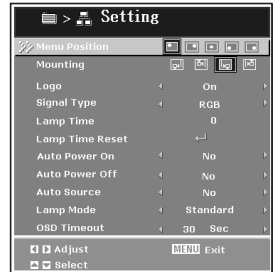 > Setting
Menu Position
Mounting
Logo On
Signal Type RGB
Lamp Time 0
Lamp Time Reset
Auto Power On No
Auto Power Off No
Auto Source No
Lamp Mode Standard
OSD Timeout 30 Sec
Adjust MENU Exit
Select